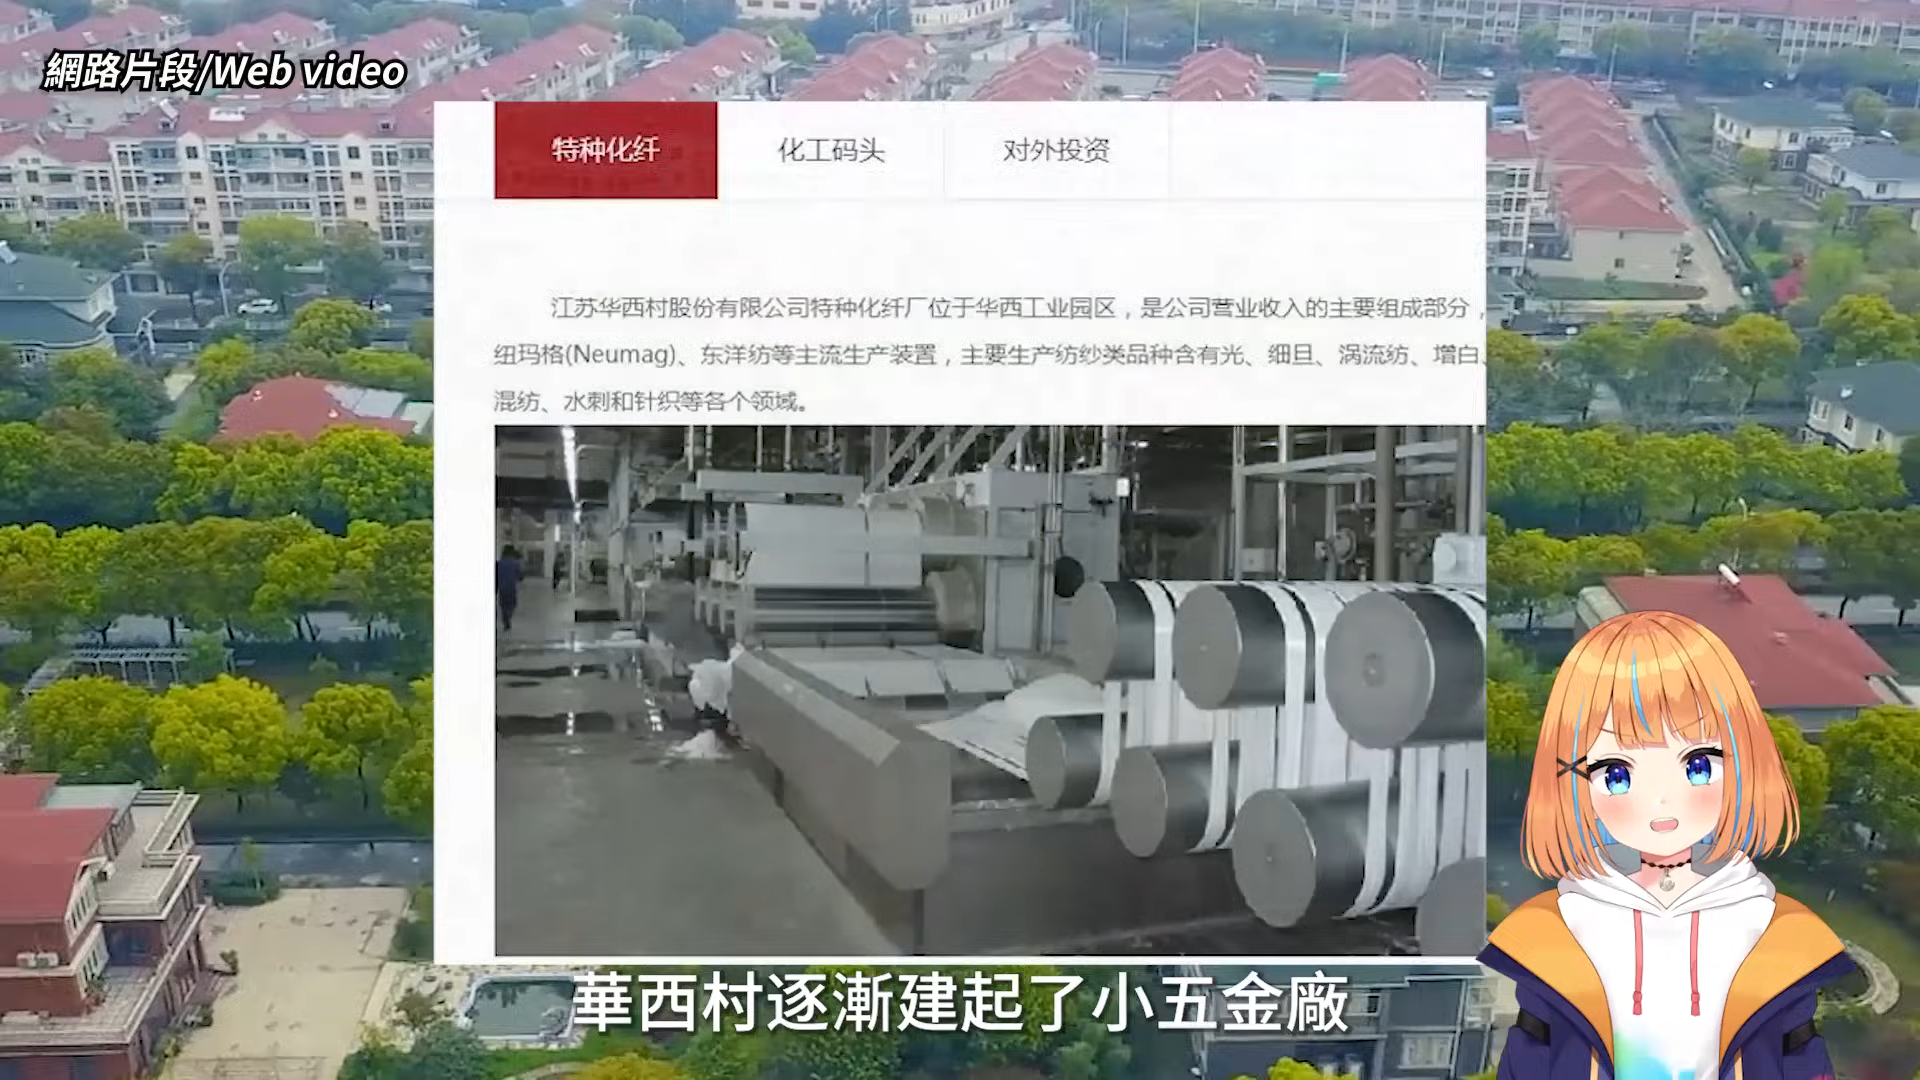 網路片段/Web video
特种化纤
化工码头
对外投资
江苏华西村股份有限公司特种化纤厂位于华西工业园区，是公司营业收入的主要组成部分，
纽玛格(Neumag)、东洋纺等主流生产装置，主要生产纺纱类品种含有光、细旦、涡流纺、增白、
混纺、水刺和针织等各个领域。
華西村逐漸建起了小五金廠